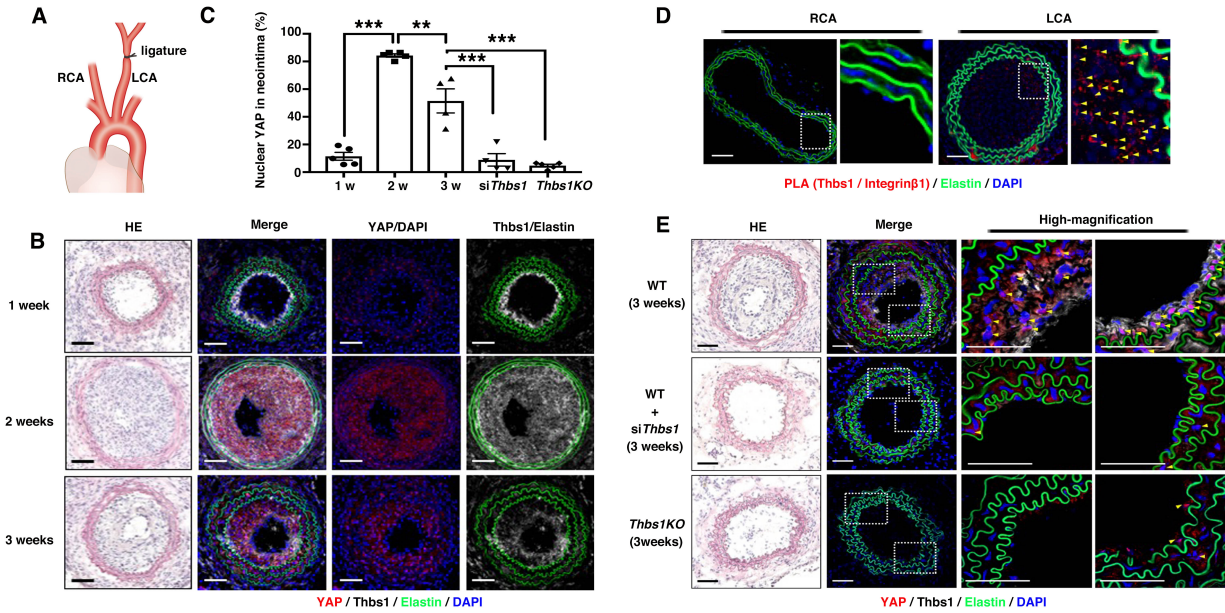 A
ligature
RCA
LCA
C
Nuclear YAP in neointima (%)
100
80
60
40
20
0
***
**
***
***
1 w
2 w
3 w
siThbs1
Thbs1KO
D
RCA
LCA
PLA (Thbs1 / Integrinβ1) / Elastin / DAPI
B
HE
Merge
YAP/DAPI
Thbs1/Elastin
1 week
2 weeks
3 weeks
YAP / Thbs1 / Elastin / DAPI
E
HE
Merge
High-magnification
WT
(3 weeks)
WT
+
siThbs1
(3 weeks)
Thbs1KO
(3weeks)
YAP / Thbs1 / Elastin / DAPI